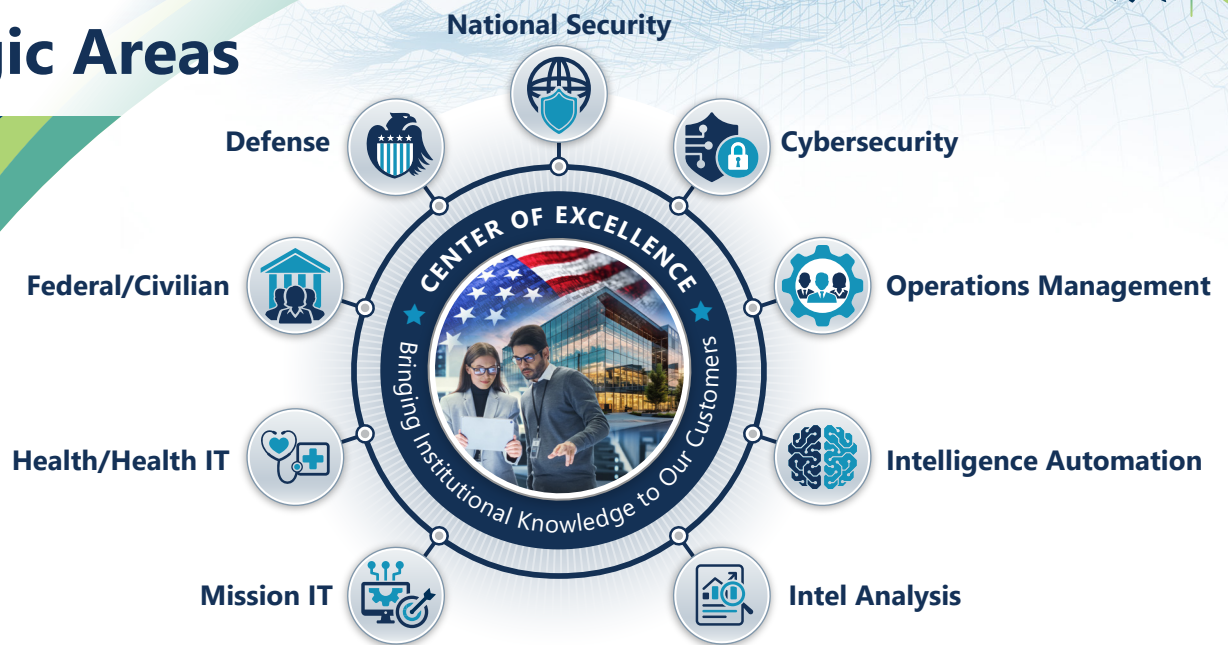 gic Areas
National Security
Defense
Cybersecurity
Federal/Civilian
Operations Management
Health/Health IT
Intelligence Automation
Mission IT
Intel Analysis
CENTER OF EXCELLENCE
Bringing Institutional Knowledge to Our Customers